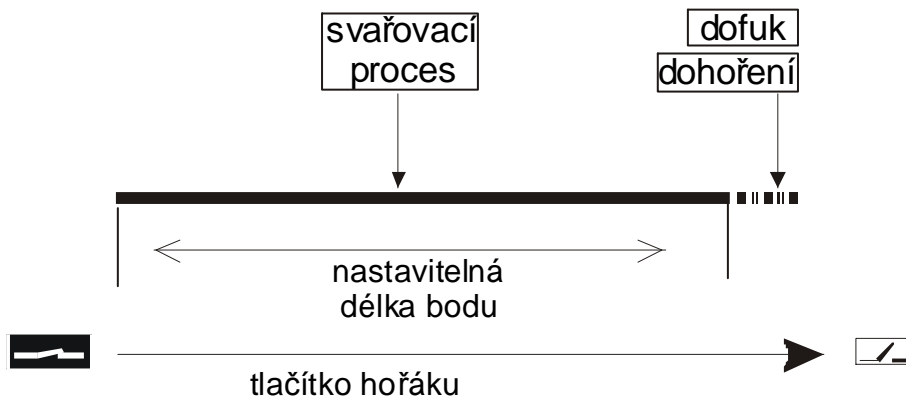 svařovací
proces
dofuk
dohoření
nastavitelná
délka bodu
tlačítko hořáku